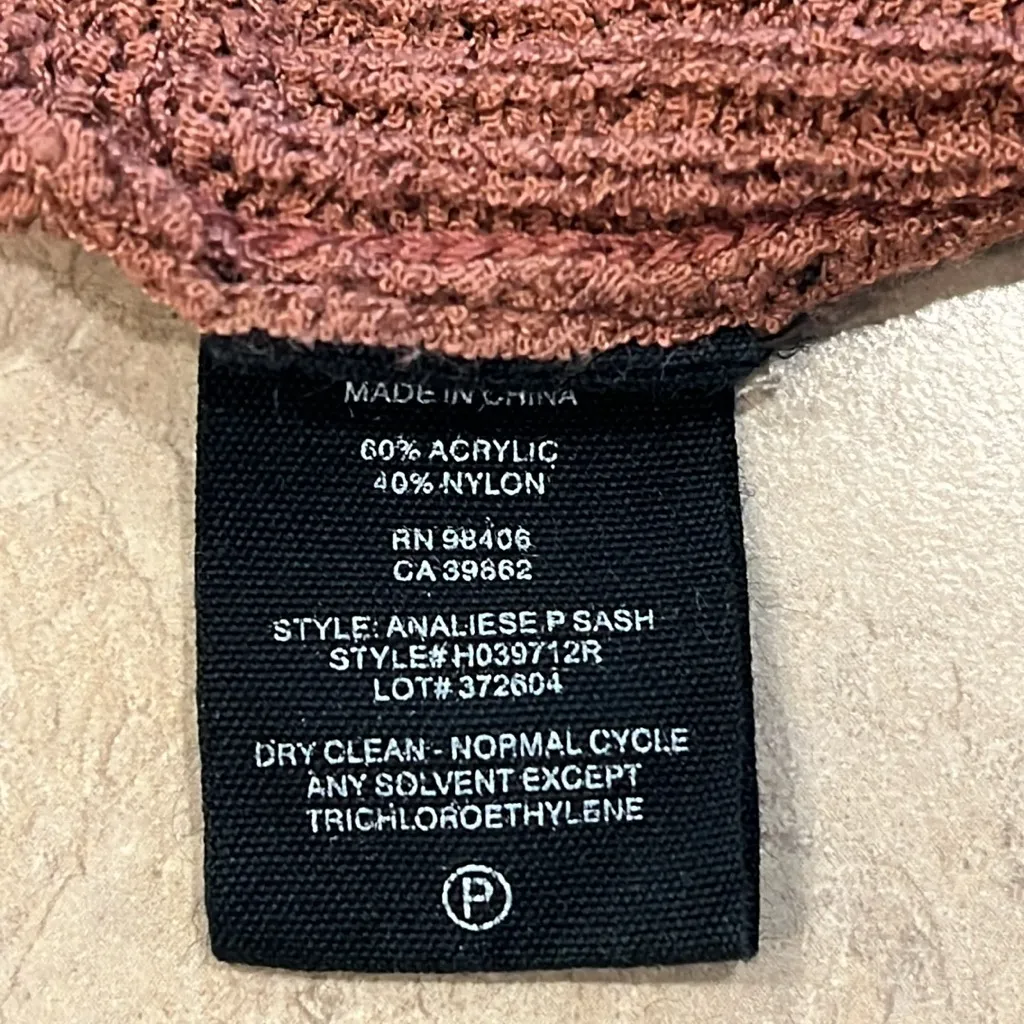 MADE IN CHINA
60% ACRYLIC
40% NYLON
RN 98406
CA 39862
STYLE: ANALIESE P SASH
STYLE# H039712R
LOT# 372604
DRY CLEAN - NORMAL CYCLE
ANY SOLVENT EXCEPT
TRICHLOROETHYLENE
P